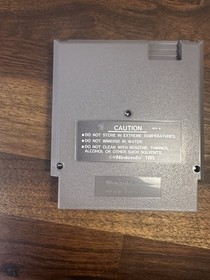 CAUTION
●DO NOT STORE IN EXTREME TEMPERATURES.
●DO NOT IMMERSE IN WATER.
●DO NOT CLEAN WITH BENZENE, THINNER,
ALCOHOL OR OTHER SUCH SOLVENTS.
Nintendo